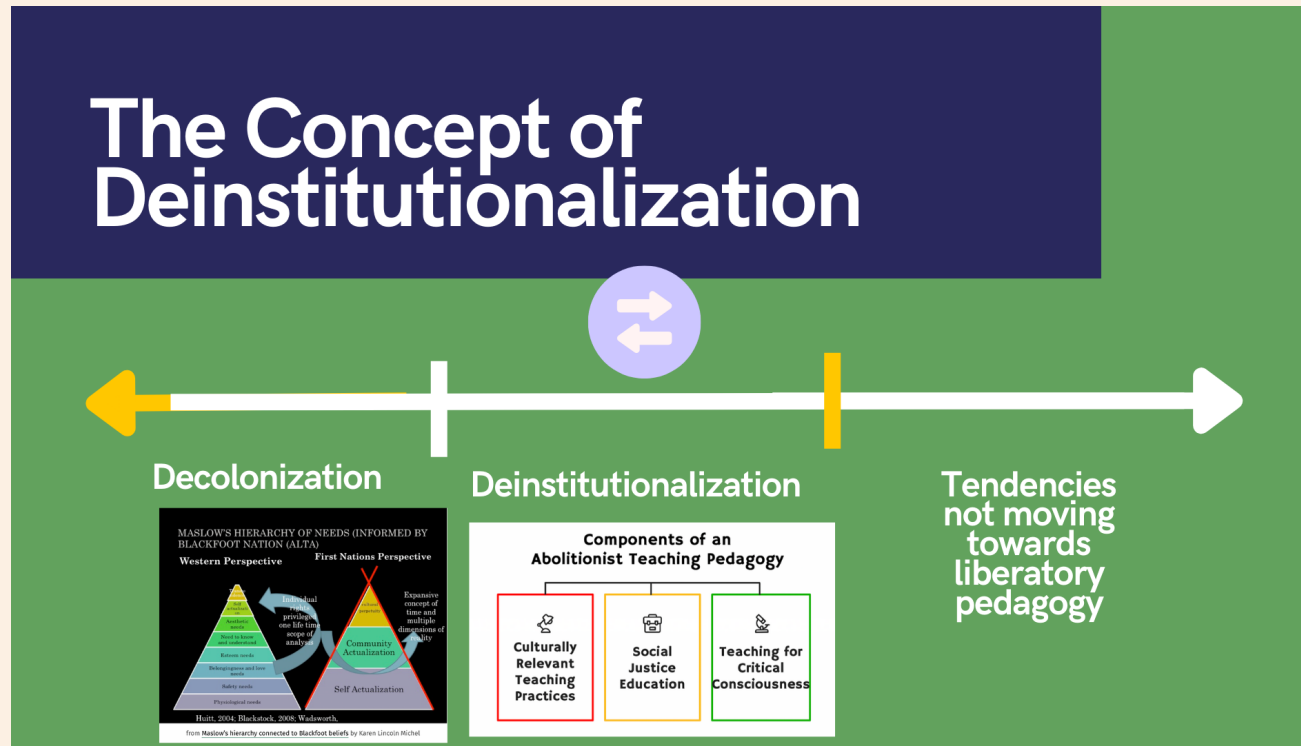 The Concept of
Deinstitutionalization
Decolonization
MASLOW'S HIERARCHY OF NEEDS (INFORMED BY
BLACKFOOT NATION (ALTA)
Western Perspective
First Nations Perspective
Individual
rights
privileged
one life time
scope of
analysis
Expansive
concept of
time and
multiple
dimensions of
reality
Aesthetic
needs
Need to know
and understand
Esteem needs
Belongingness and love
needs
Safety needs
Physiological needs
Community
Actualization
Self Actualization
Huitt, 2004; Blackstock, 2008; Wadsworth,
from Maslow's hierarchy connected to Blackfoot beliefs by Karen Lincoln Michel
Deinstitutionalization
Components of an
Abolitionist Teaching Pedagogy
Culturally
Relevant
Teaching
Practices
Social
Justice
Education
Teaching for
Critical
Consciousness
Tendencies
not moving
towards
liberatory
pedagogy